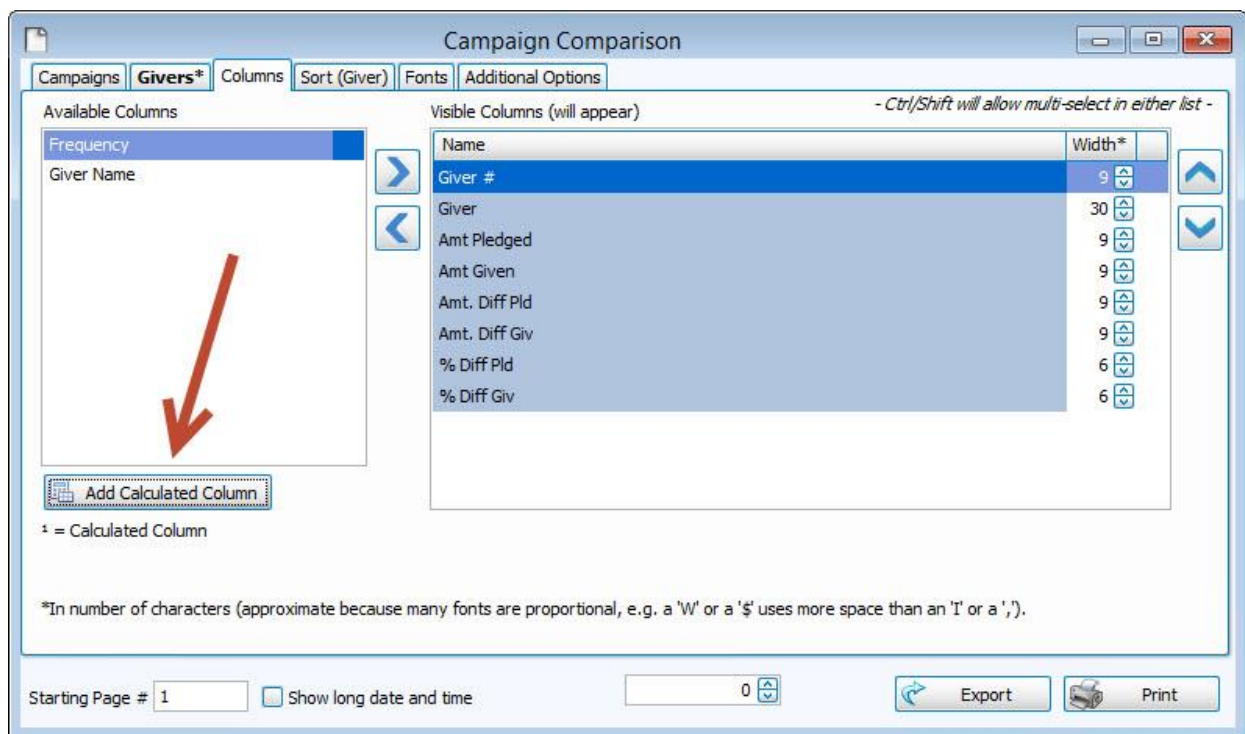 Campaign Comparison
Campaigns Givers* Columns Sort (Giver) Fonts Additional Options
Available Columns
Visible Columns (will appear)
- Ctrl/Shift will allow multi-select in either list -
Frequency
Giver Name
Name Width*
Giver # 9
Giver 30
Amt Pledged 9
Amt Given 9
Amt. Diff Pld 9
Amt. Diff Giv 9
% Diff Pld 6
% Diff Giv 6
Add Calculated Column
¹ = Calculated Column
*In number of characters (approximate because many fonts are proportional, e.g. a 'W' or a '$' uses more space than an 'I' or a ',').
Starting Page # 1 Show long date and time 0 Export Print